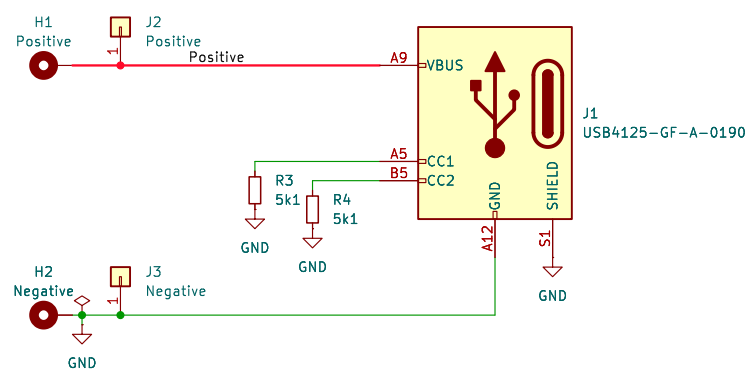 H1
Positive
J2
Positive
1
Positive
A9
VBUS
J1
USB4125-GF-A-0190
A5
CC1
B5
CC2
R3
5k1
GND
R4
5k1
GND
GND
SHIELD
A12
S1
GND
H2
Negative
J3
Negative
1
GND